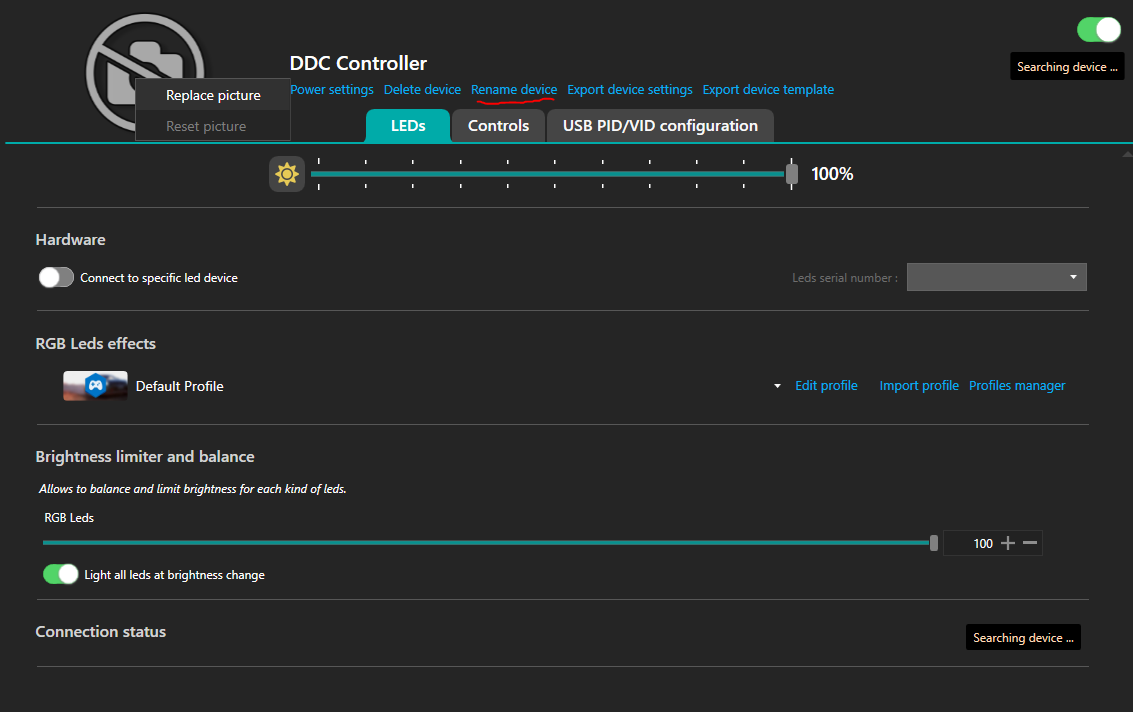 DDC Controller
Searching device ...
Power settings Delete device Rename device Export device settings Export device template
Replace picture
Reset picture
LEDs Controls USB PID/VID configuration
100%
Hardware
Connect to specific led device Leds serial number :
RGB Leds effects
Default Profile Edit profile Import profile Profiles manager
Brightness limiter and balance
Allows to balance and limit brightness for each kind of leds.
RGB Leds
100
Light all leds at brightness change
Connection status Searching device ...